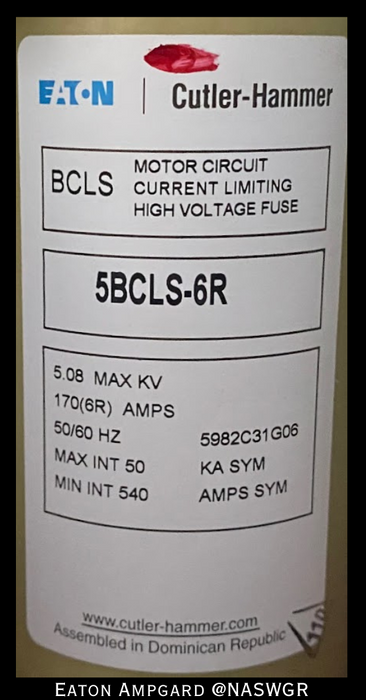 EATON | Cutler-Hammer
BCLS
MOTOR CIRCUIT
CURRENT LIMITING
HIGH VOLTAGE FUSE
5BCLS-6R
5.08 MAX KV
170(6R) AMPS
50/60 HZ 5982C31G06
MAX INT 50 KA SYM
MIN INT 540 AMPS SYM
www.cutler-hammer.com
Assembled in Dominican Republic
EATON AMPGARD @NASWGR